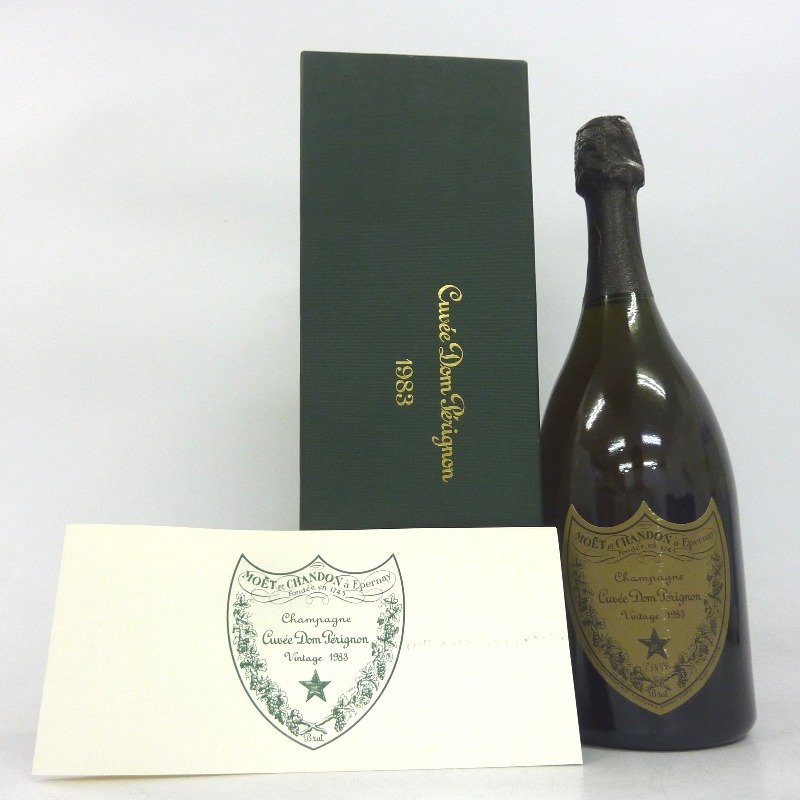 Cuvée Dom Pérignon
1983
MOËT et CHANDON à Epernay
Fondée en 1743
Champagne
Cuvée Dom Pérignon
Vintage 1983
Brut
MOËT et CHANDON à Epernay
Fondée en 1743
Champagne
Cuvée Dom Pérignon
Vintage 1983
Brut